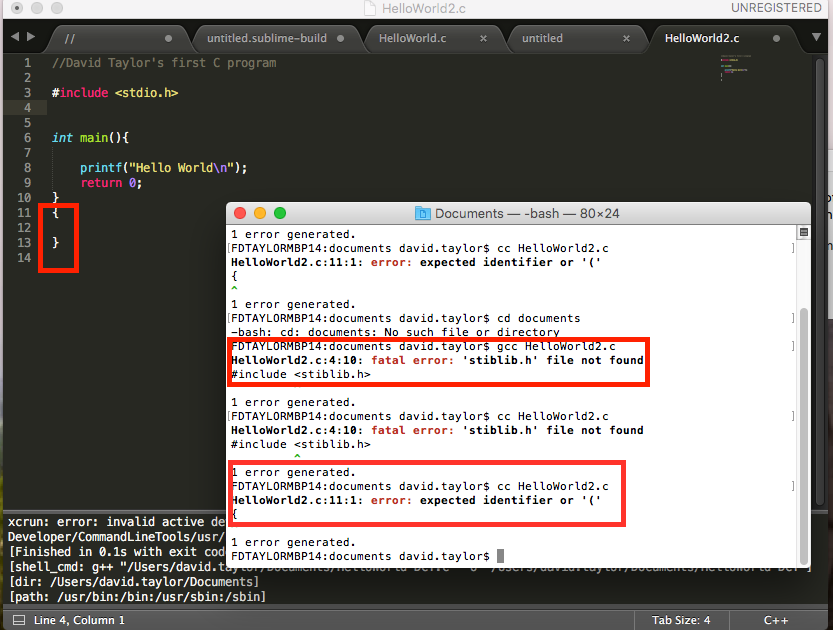 HelloWorld2.c
UNREGISTERED
//
untitled.sublime-build
HelloWorld.c
untitled
HelloWorld2.c
1 //David Taylor's first C program
2
3 #include <stdio.h>
4
5
6 int main(){
7
8 printf("Hello World\n");
9 return 0;
10 }
11 {
12
13 }
14
Documents — -bash — 80×24
1 error generated.
[FDTAYLORMBP14:documents david.taylor$ cc HelloWorld2.c ]
HelloWorld2.c:11:1: error: expected identifier or '('
{
^
1 error generated.
[FDTAYLORMBP14:documents david.taylor$ cd documents ]
-bash: cd: documents: No such file or directory
[FDTAYLORMBP14:documents david.taylor$ gcc HelloWorld2.c ]
HelloWorld2.c:4:10: fatal error: 'stiblib.h' file not found
#include <stiblib.h>
1 error generated.
[FDTAYLORMBP14:documents david.taylor$ cc HelloWorld2.c ]
HelloWorld2.c:4:10: fatal error: 'stiblib.h' file not found
#include <stiblib.h>
^
1 error generated.
FDTAYLORMBP14:documents david.taylor$ cc HelloWorld2.c ]
HelloWorld2.c:11:1: error: expected identifier or '('
{
1 error generated.
FDTAYLORMBP14:documents david.taylor$
xcrun: error: invalid active de
Developer/CommandLineTools/usr/
[Finished in 0.1s with exit cod
[shell_cmd: g++ "/Users/david.taylor/Documents/HelloWorld
[dir: /Users/david.taylor/Documents]
[path: /usr/bin:/bin:/usr/sbin:/sbin]
Line 4, Column 1
Tab Size: 4
C++